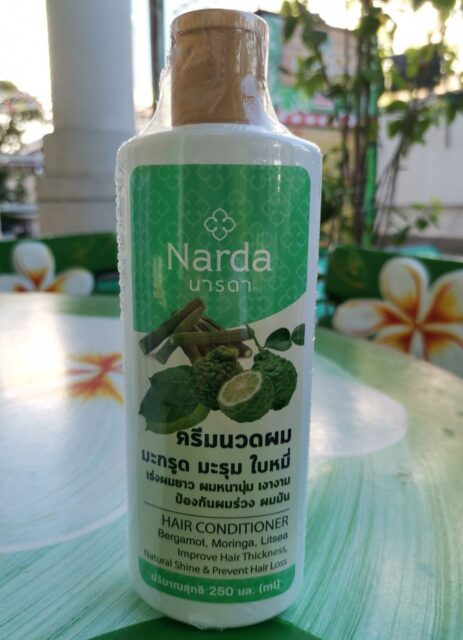 Narda
นารดา
ครีมนวดผม
มะกรูด มะรุม ใบหมี่
เร่งผมยาว ผมหนานุ่ม เงางาม
ป้องกันผมร่วง ผมมัน
HAIR CONDITIONER
Bergamot, Moringa, Litsea
Improve Hair Thickness,
Natural Shine & Prevent Hair Loss
ปริมาณสุทธิ 250 มล. (ml)